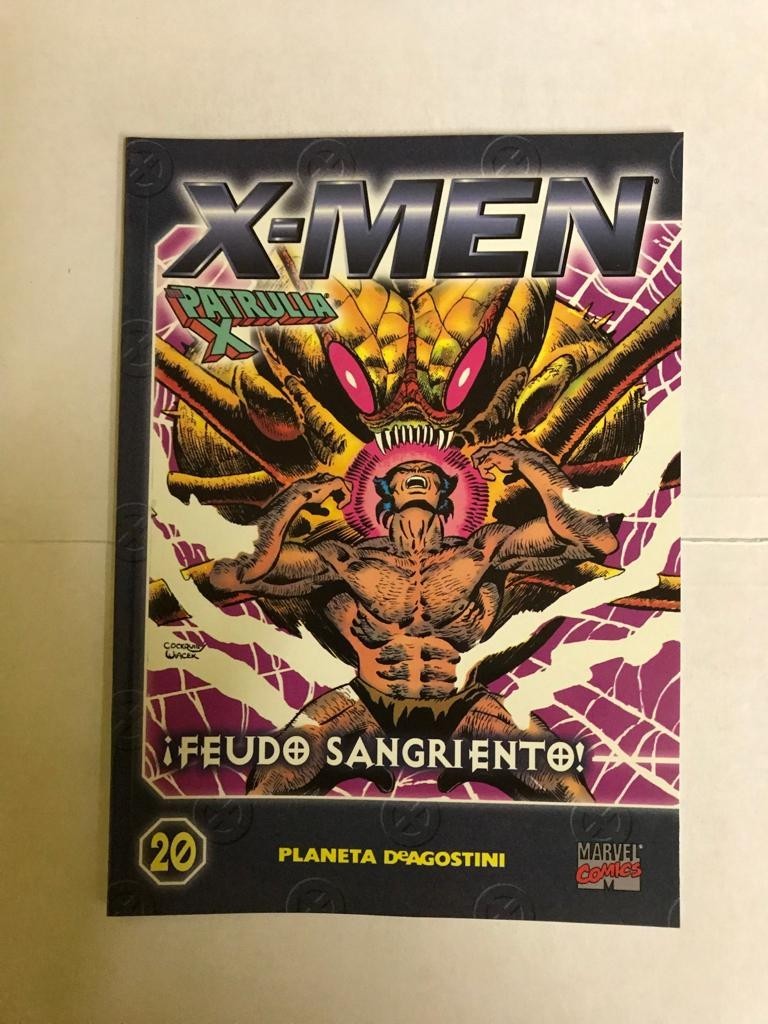 X-MEN
PATRULLA
X
COCKRUM
WIACEK
¡FEUDO SANGRIENTO!
20
PLANETA DeAGOSTINI
MARVEL
COMICS
M